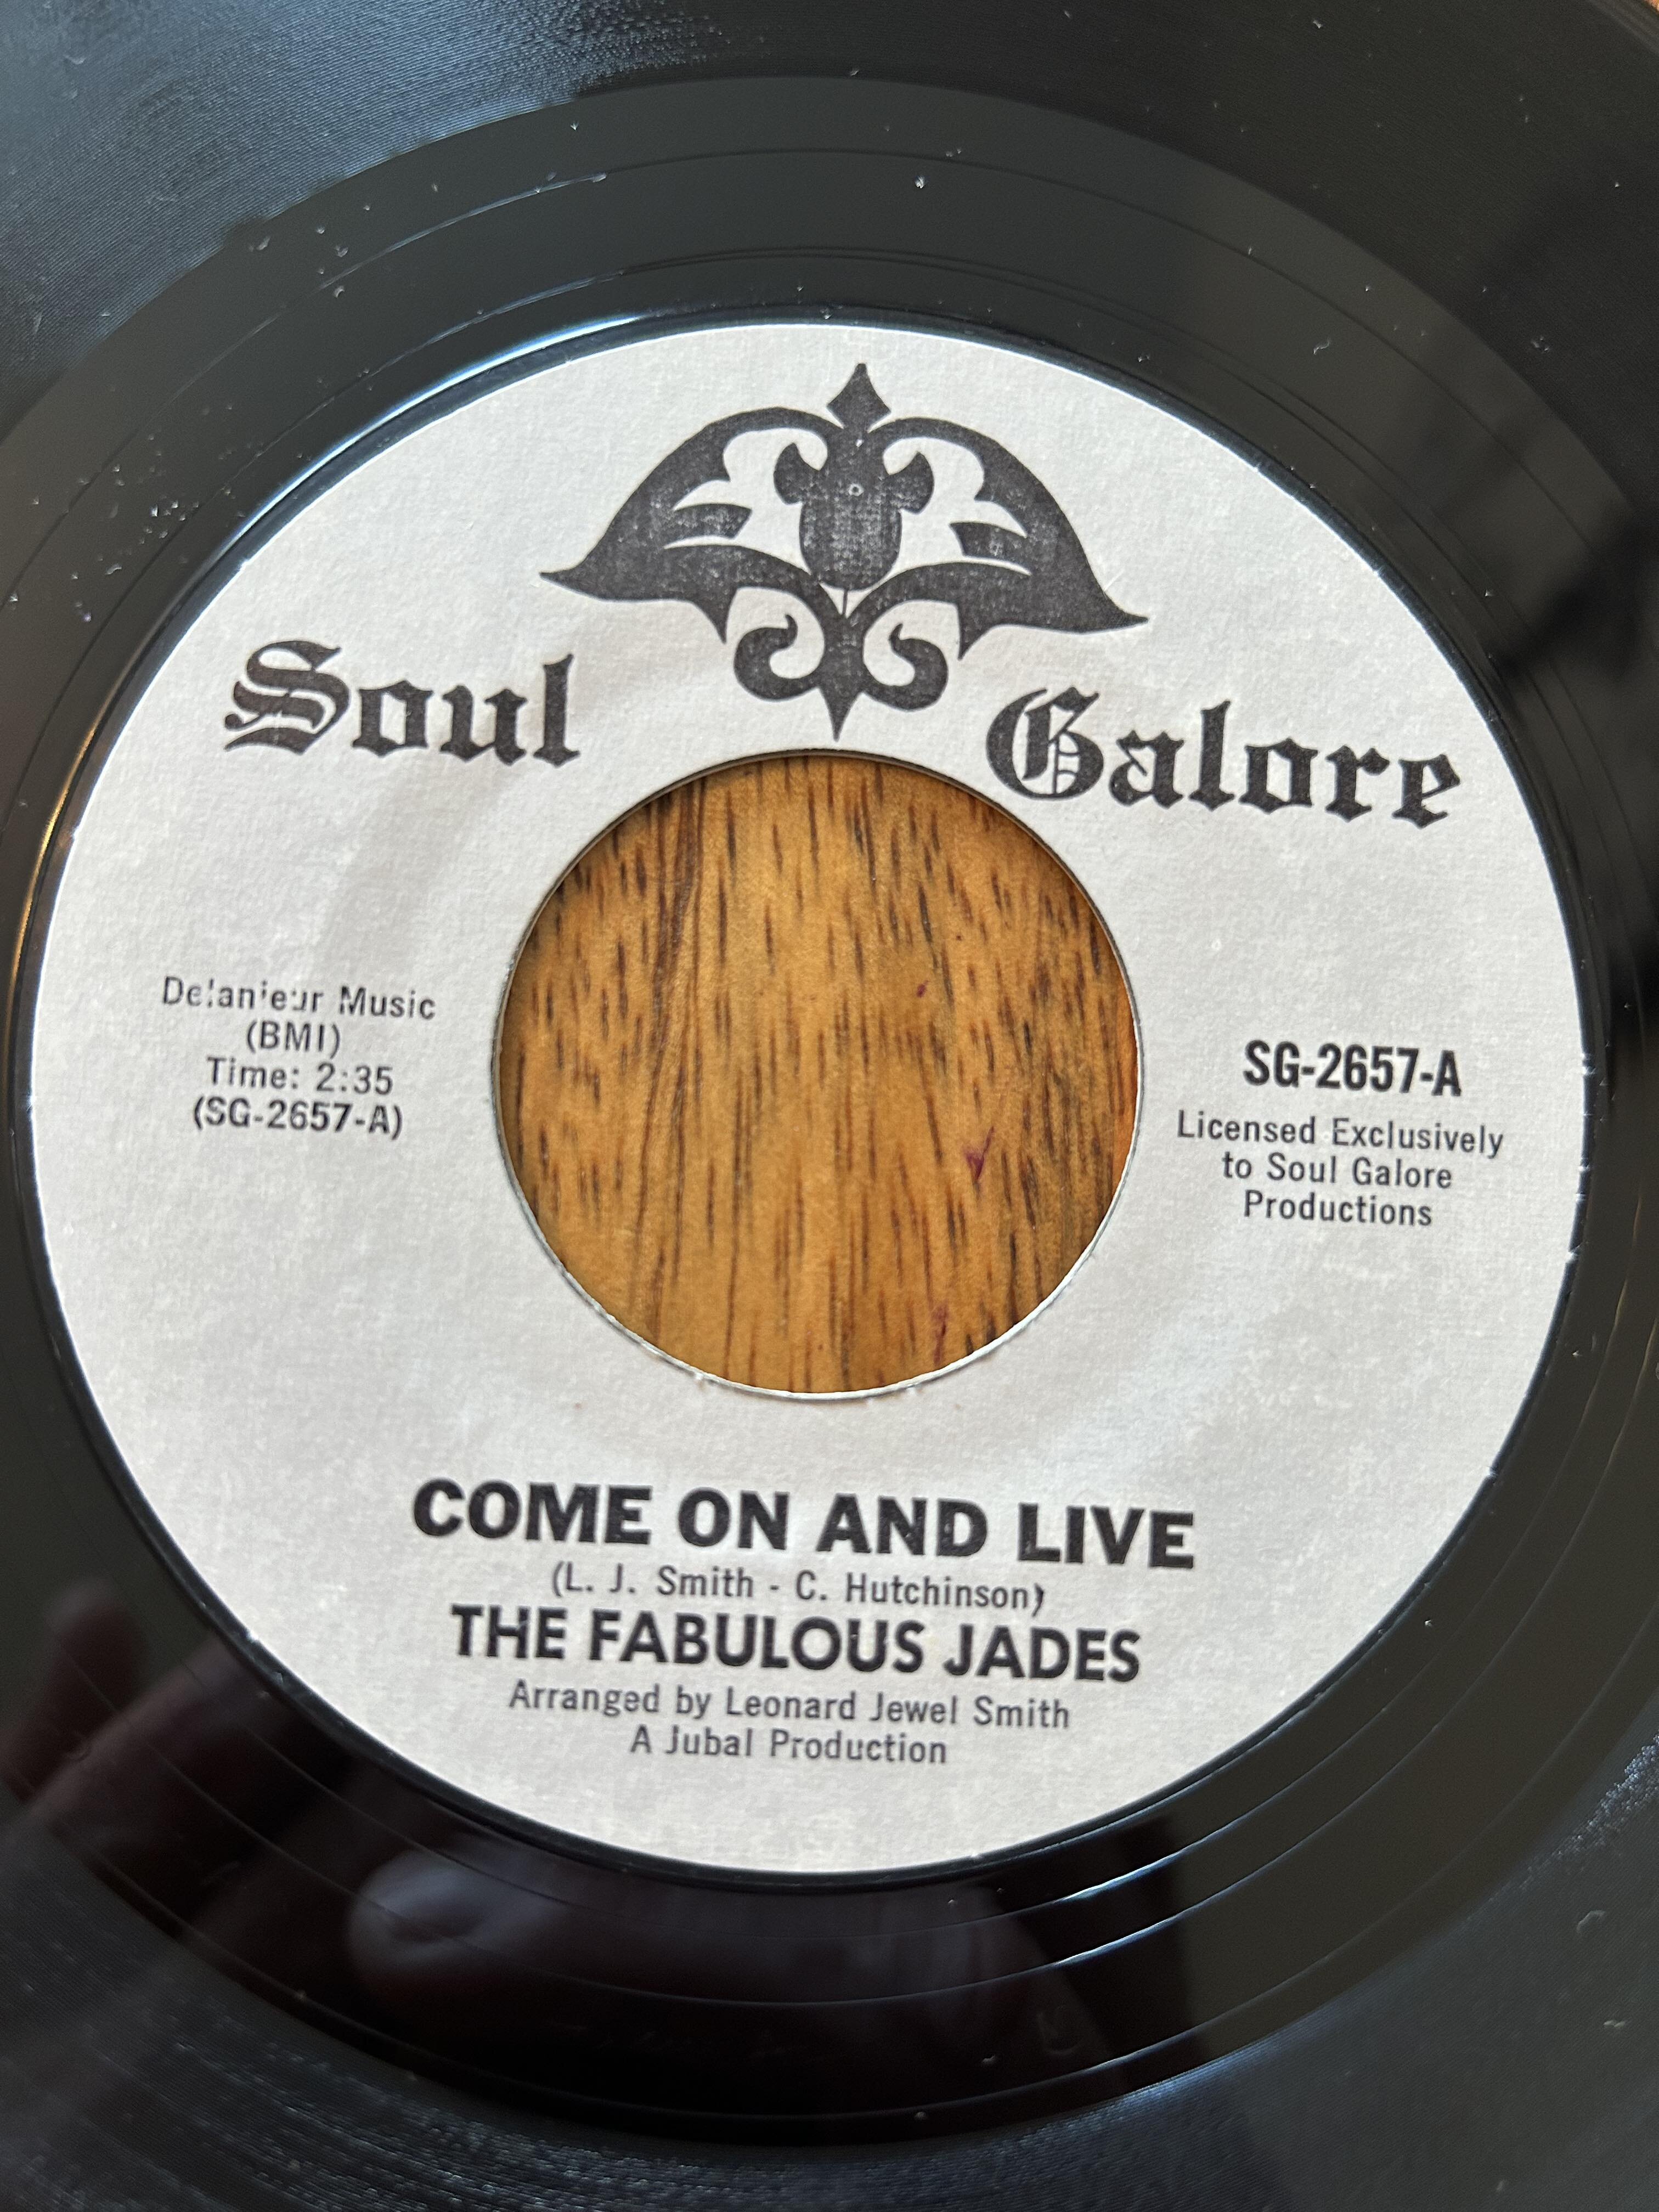 Soul Galore
Delanieur Music
(BMI)
Time: 2:35
(SG-2657-A)
SG-2657-A
Licensed Exclusively
to Soul Galore
Productions
COME ON AND LIVE
(L. J. Smith - C. Hutchinson)
THE FABULOUS JADES
Arranged by Leonard Jewel Smith
A Jubal Production